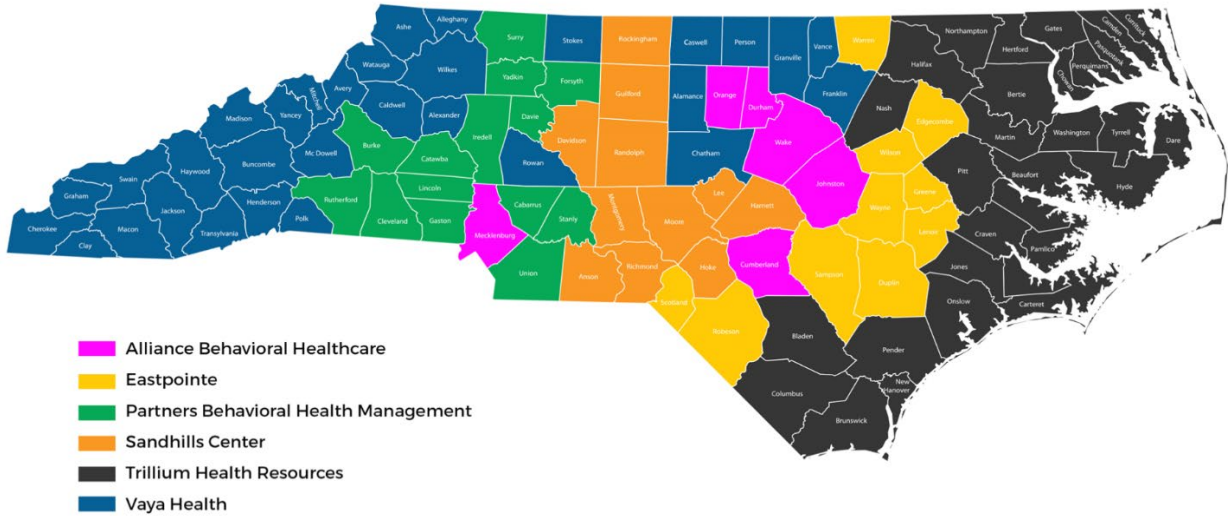 Ashe
Alleghany
Surry
Stokes
Rockingham
Caswell
Person
Granville
Vance
Warren
Northampton
Gates
Hertford
Camden
Currituck
Pasquotank
Perquimans
Chowan
Halifax
Watauga
Wilkes
Yadkin
Forsyth
Guilford
Alamance
Orange
Durham
Franklin
Nash
Edgecombe
Bertie
Avery
Mitchell
Caldwell
Alexander
Iredell
Davie
Davidson
Randolph
Chatham
Wake
Wilson
Martin
Washington
Tyrrell
Dare
Madison
Yancey
Mc Dowell
Burke
Catawba
Rowan
Johnston
Pitt
Beaufort
Hyde
Swain
Haywood
Buncombe
Rutherford
Lincoln
Cabarrus
Stanly
Montgomery
Moore
Lee
Harnett
Wayne
Greene
Lenoir
Craven
Pamlico
Graham
Jackson
Henderson
Polk
Cleveland
Gaston
Cherokee
Clay
Macon
Transylvania
Mecklenburg
Union
Anson
Richmond
Hoke
Cumberland
Sampson
Duplin
Jones
Onslow
Carteret
Scotland
Robeson
Bladen
Pender
Columbus
New
Hanover
Brunswick
Alliance Behavioral Healthcare
Eastpointe
Partners Behavioral Health Management
Sandhills Center
Trillium Health Resources
Vaya Health